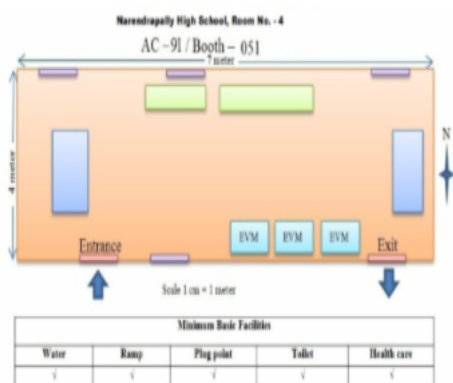 Narendrapally High School, Room No. - 4
AC -91 / Booth - 051
7 meter
4 meter
N
EVM EVM EVM
Entrance
Exit
Scale 1 cm = 1 meter
Minimum Basic Facilities
Water Ramp Plug point Toilet Health care
√ √ √ √ √